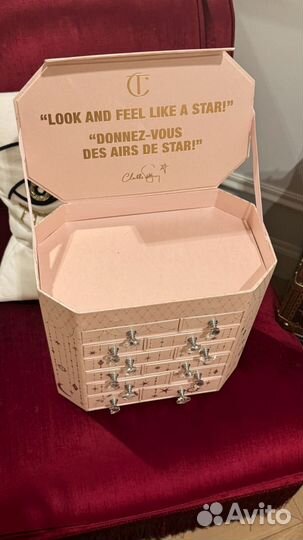 CT
“LOOK AND FEEL LIKE A STAR!”
“DONNEZ-VOUS
DES AIRS DE STAR!”
Avito